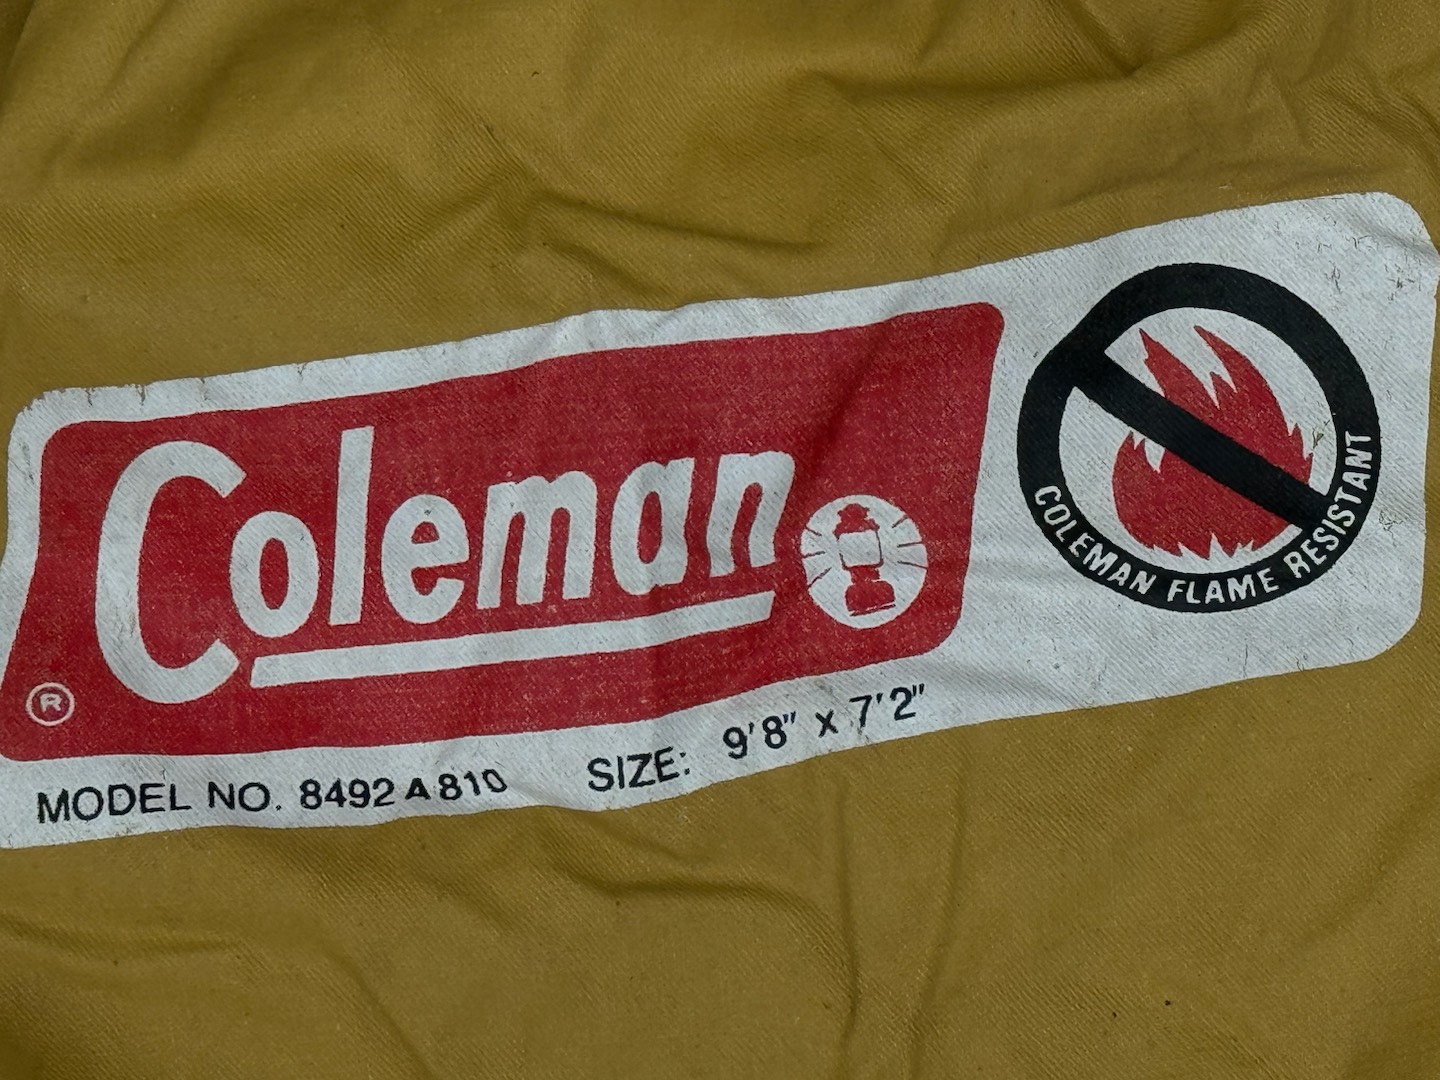 Coleman
®
COLEMAN FLAME RESISTANT
MODEL NO. 8492A810 SIZE: 9'8" x 7'2"